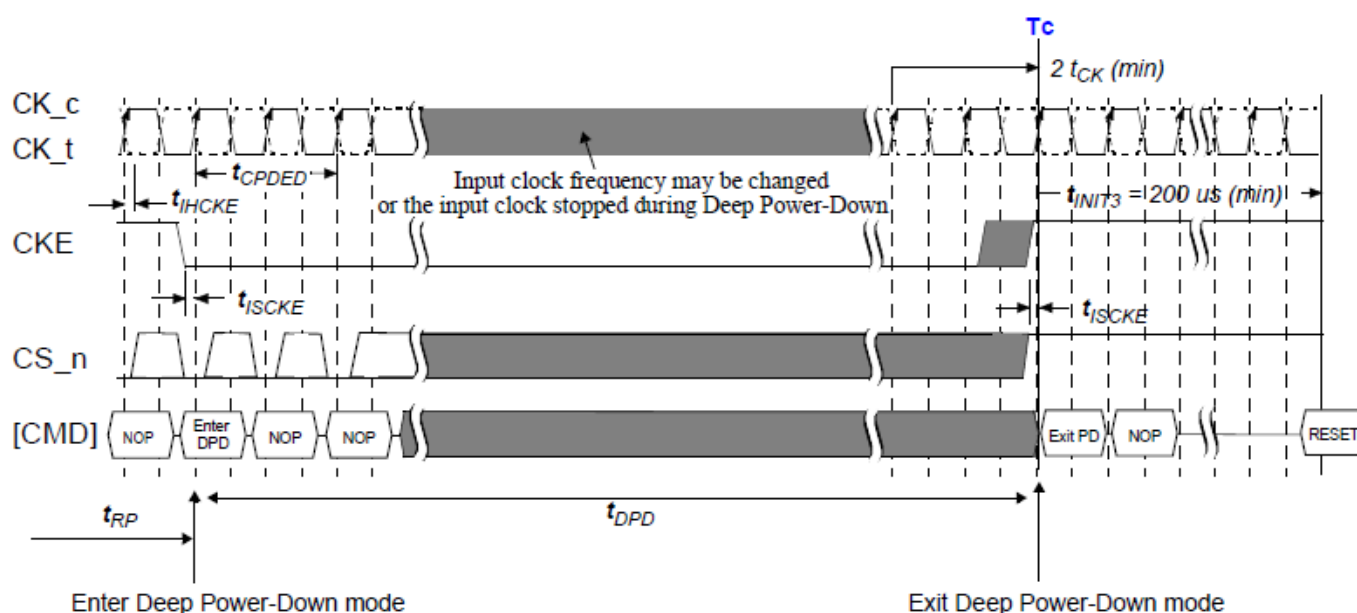 Tc
2 tCK (min)
CK_c
CK_t
tCPDED
Input clock frequency may be changed
or the input clock stopped during Deep Power-Down
tIHCKE
tINIT3 = 200 us (min)
CKE
tISCKE
tISCKE
CS_n
[CMD] NOP Enter DPD NOP NOP Exit PD NOP RESET
tRP
tDPD
Enter Deep Power-Down mode Exit Deep Power-Down mode